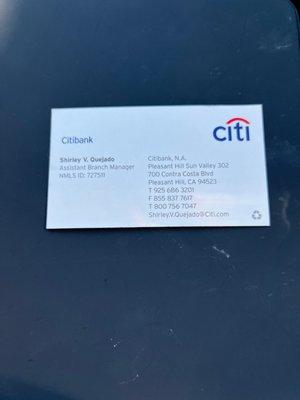 citi
Citibank
Shirley V. Quejado
Assistant Branch Manager
NMLS ID: 727511
Citibank, N.A.
Pleasant Hill Sun Valley 302
700 Contra Costa Blvd
Pleasant Hill, CA 94523
T 925 686 3201
F 855 837 7617
T 800 756 7047
Shirley.V.Quejado@Citi.com